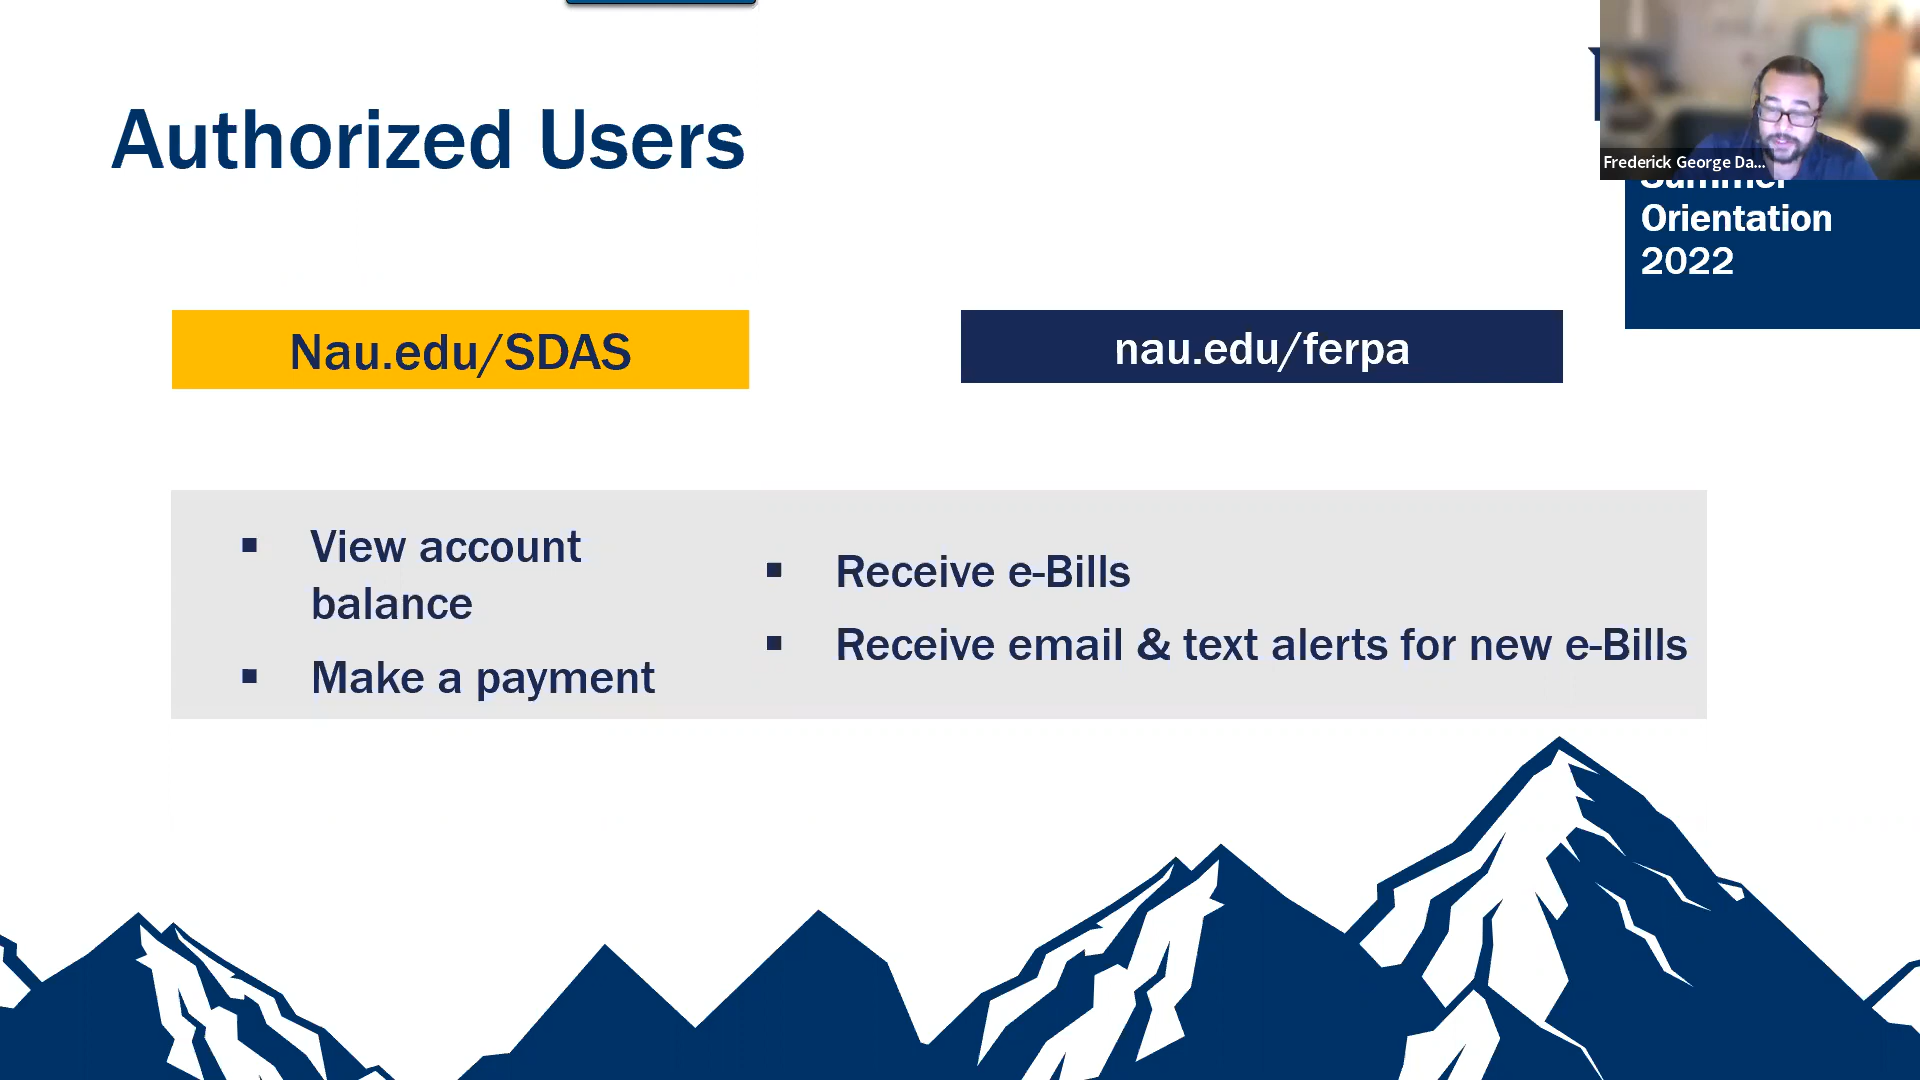 Authorized Users
Frederick George Da...
Summer
Orientation
2022
Nau.edu/SDAS
nau.edu/ferpa
▪ View account
balance
▪ Make a payment
▪ Receive e-Bills
▪ Receive email & text alerts for new e-Bills